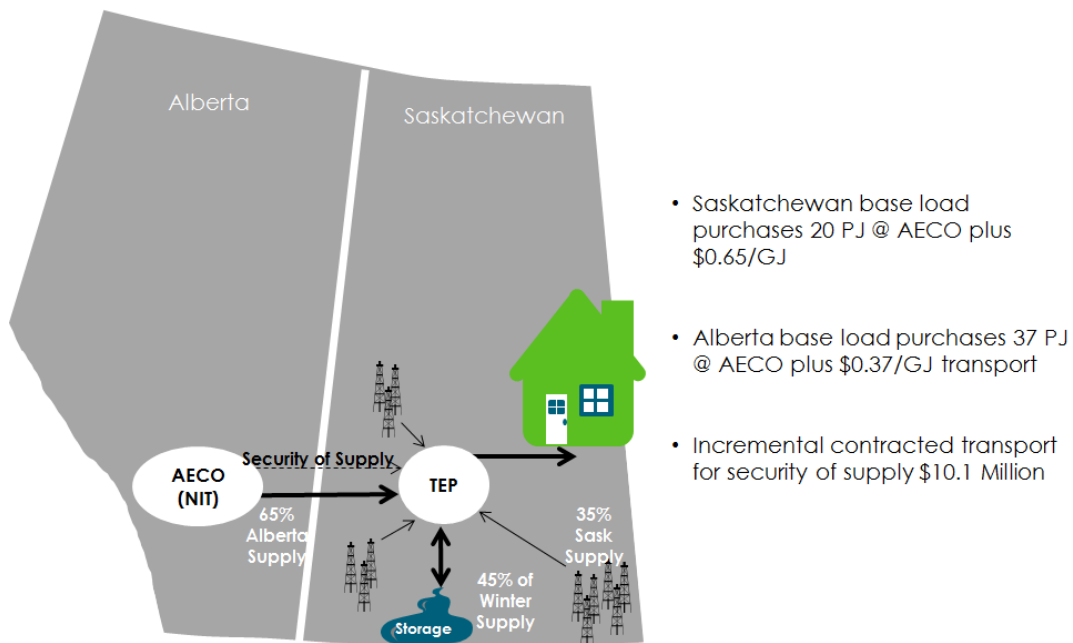 Alberta
Saskatchewan
Security of Supply
AECO
(NIT)
TEP
65%
Alberta
Supply
35%
Sask
Supply
45% of
Winter
Supply
Storage
• Saskatchewan base load
purchases 20 PJ @ AECO plus
$0.65/GJ
• Alberta base load purchases 37 PJ
@ AECO plus $0.37/GJ transport
• Incremental contracted transport
for security of supply $10.1 Million